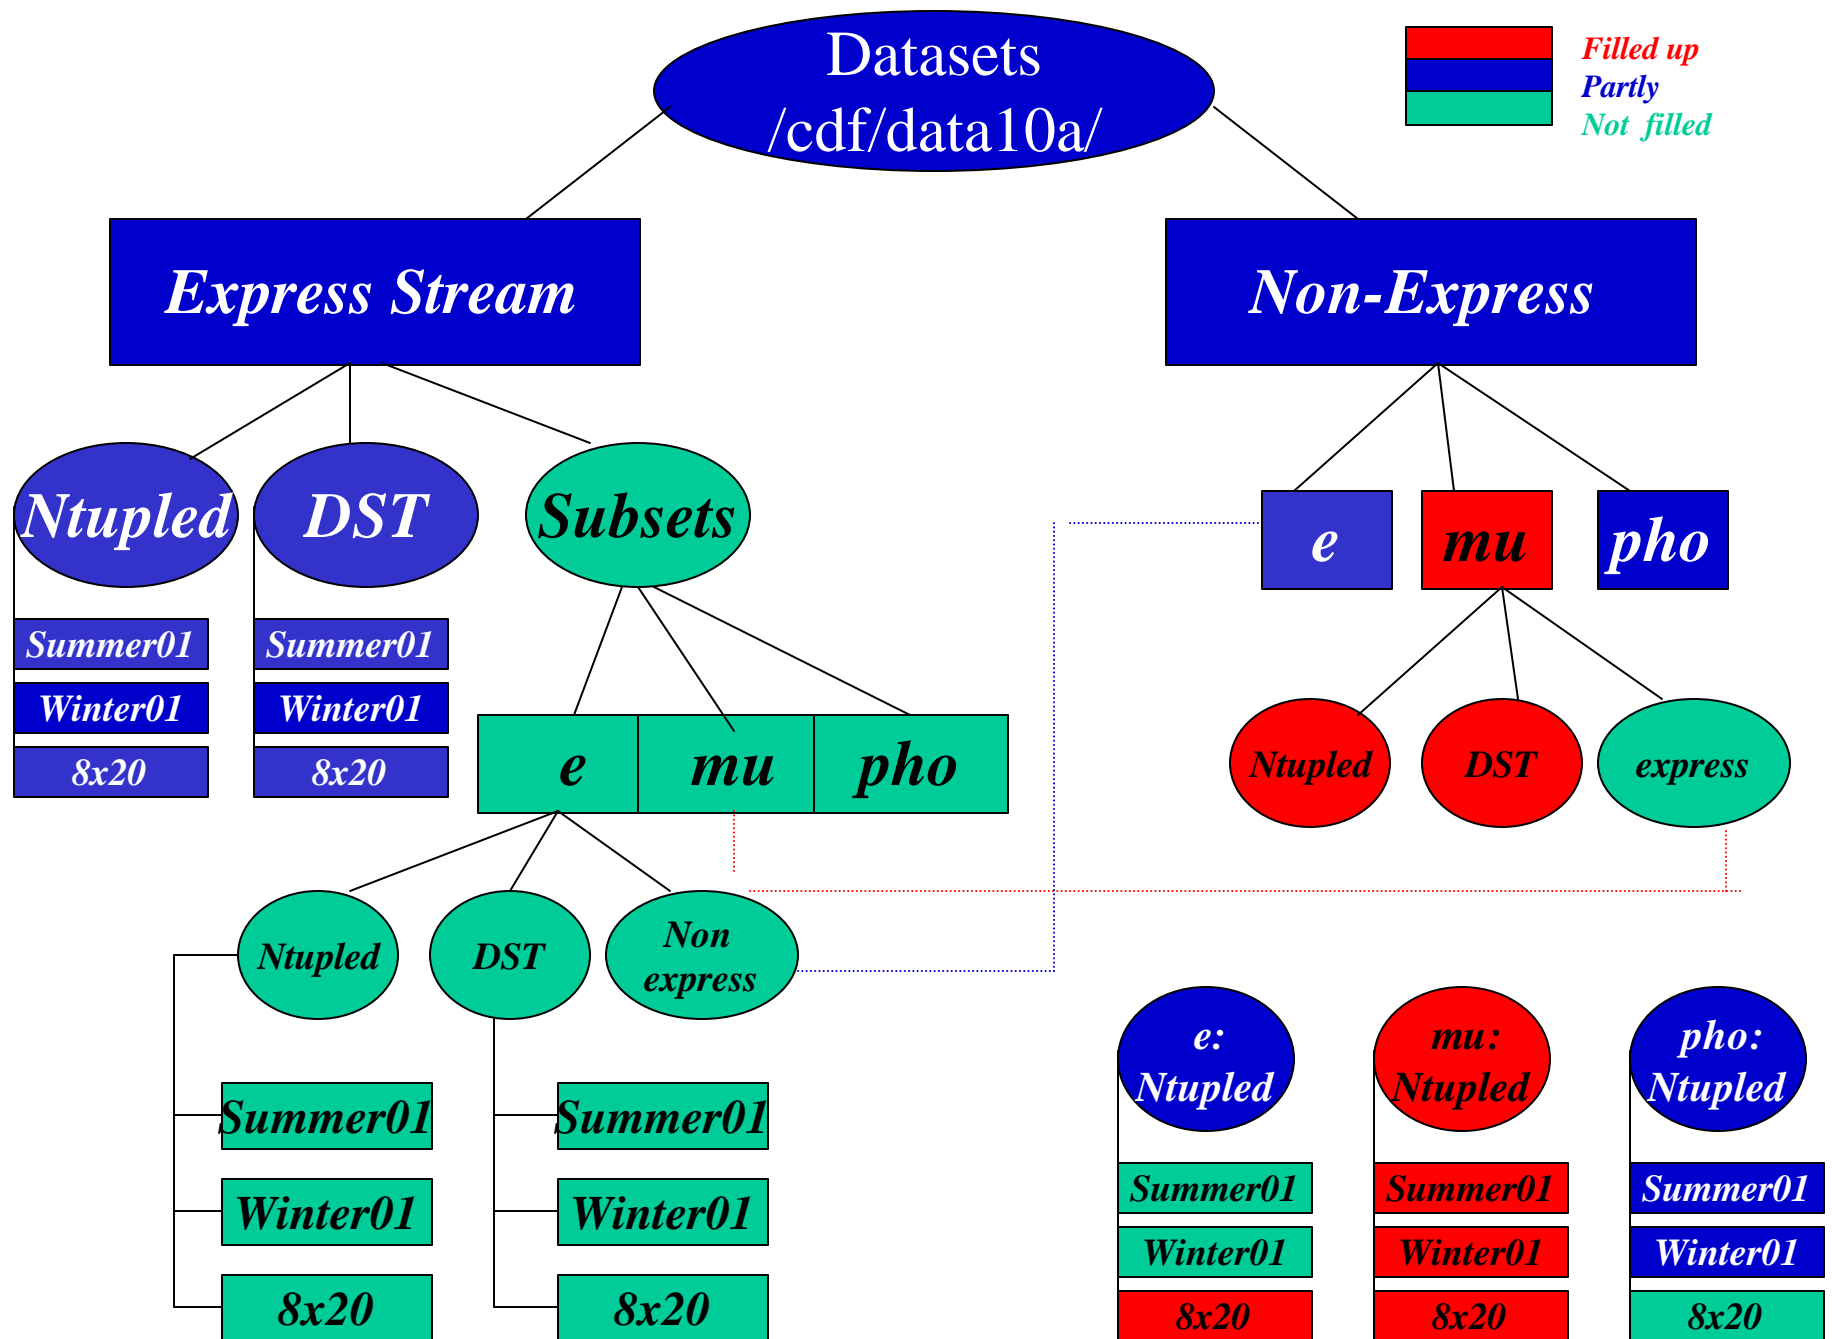 Datasets
/cdf/data10a/
Filled up
Partly
Not filled
Express Stream
Non-Express
Ntupled
DST
Subsets
e
mu
pho
Summer01
Winter01
8x20
Summer01
Winter01
8x20
e
mu
pho
Ntupled
DST
express
Ntupled
DST
Non
express
Summer01
Winter01
8x20
Summer01
Winter01
8x20
e:
Ntupled
Summer01
Winter01
8x20
mu:
Ntupled
Summer01
Winter01
8x20
pho:
Ntupled
Summer01
Winter01
8x20